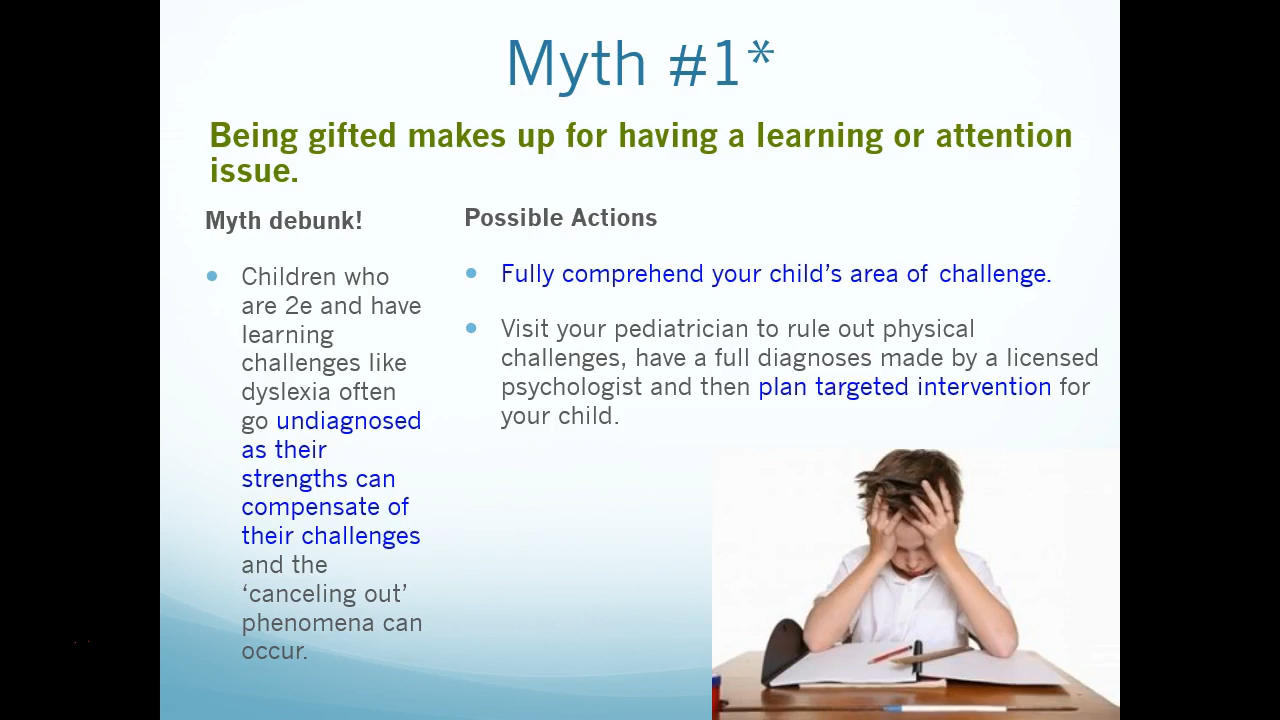 Myth #1*
Being gifted makes up for having a learning or attention
issue.
Myth debunk!
Children who
are 2e and have
learning
challenges like
dyslexia often
go undiagnosed
as their
strengths can
compensate of
their challenges
and the
‘canceling out’
phenomena can
occur.
Possible Actions
Fully comprehend your child’s area of challenge.
Visit your pediatrician to rule out physical
challenges, have a full diagnoses made by a licensed
psychologist and then plan targeted intervention for
your child.